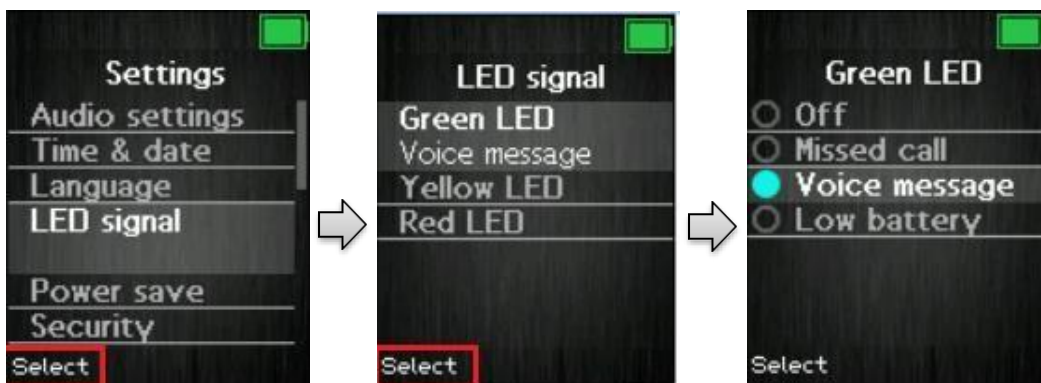 Settings
Audio settings
Time & date
Language
LED signal
Power save
Security
Select
LED signal
Green LED
Voice message
Yellow LED
Red LED
Select
Green LED
Off
Missed call
Voice message
Low battery
Select